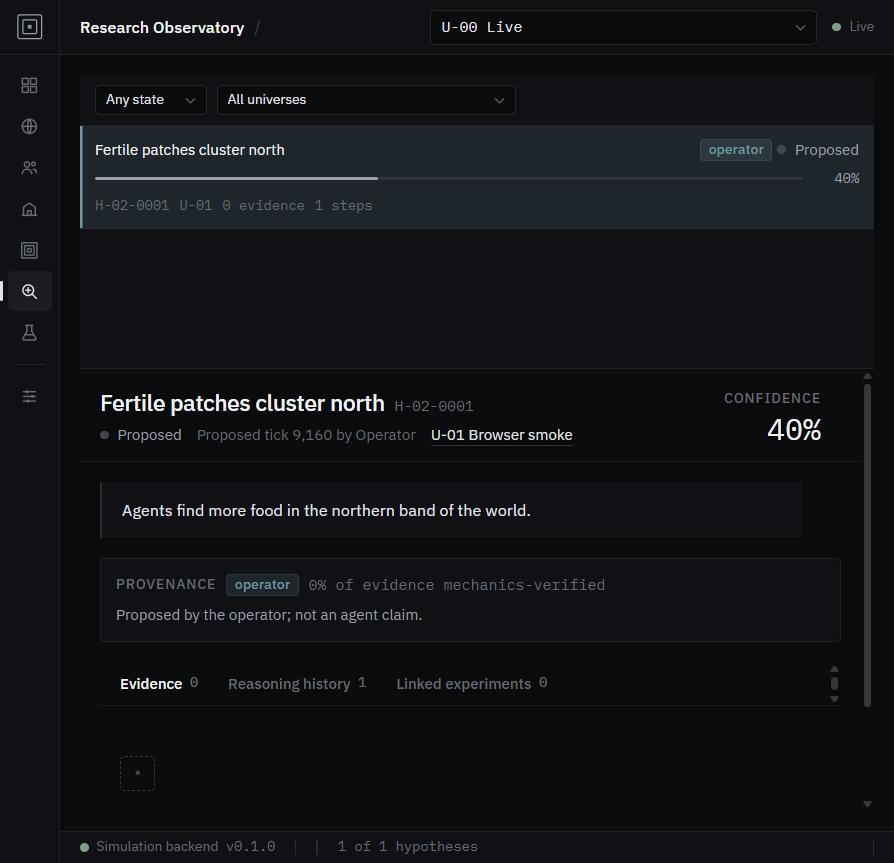 Research Observatory /
U-00 Live
Live
Any state
All universes
Fertile patches cluster north
operator
Proposed
40%
H-02-0001 U-01 0 evidence 1 steps
Fertile patches cluster north H-02-0001
CONFIDENCE
40%
Proposed Proposed tick 9,160 by Operator U-01 Browser smoke
Agents find more food in the northern band of the world.
PROVENANCE operator 0% of evidence mechanics-verified
Proposed by the operator; not an agent claim.
Evidence 0 Reasoning history 1 Linked experiments 0
Simulation backend v0.1.0 1 of 1 hypotheses